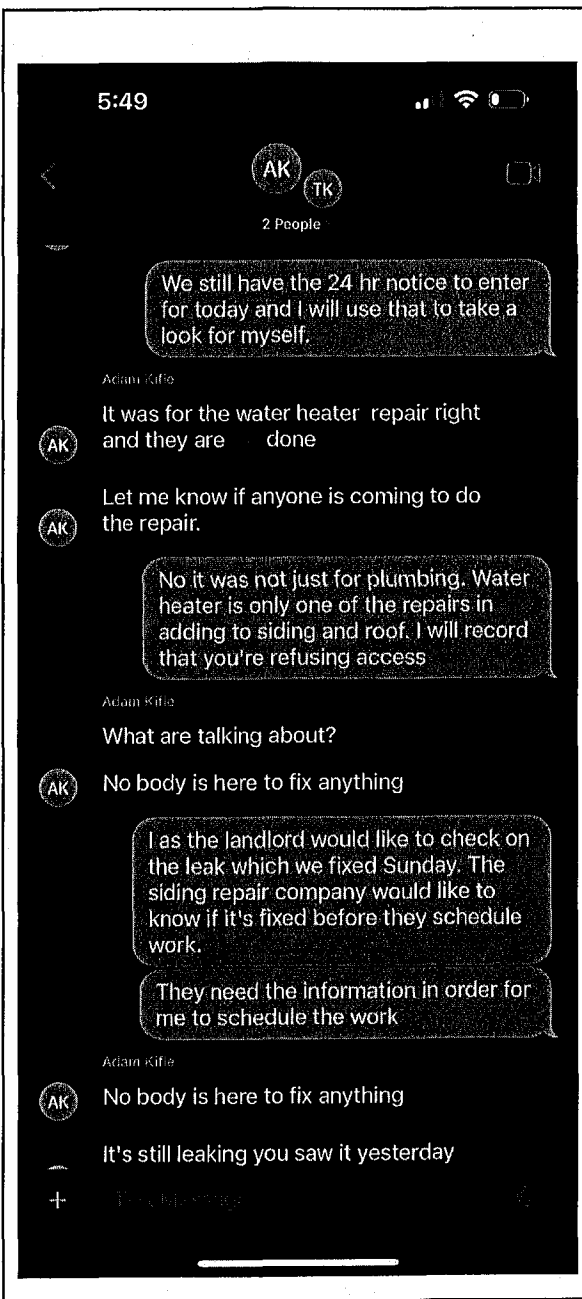 5:49
AK
TK
2 People
We still have the 24 hr notice to enter
for today and I will use that to take a
look for myself.
Adam Kifle
It was for the water heater repair right
and they are done
AK
Let me know if anyone is coming to do
the repair.
AK
No it was not just for plumbing. Water
heater is only one of the repairs in
adding to siding and roof. I will record
that you're refusing access
Adam Kifle
What are talking about?
No body is here to fix anything
AK
I as the landlord would like to check on
the leak which we fixed Sunday. The
siding repair company would like to
know if it's fixed before they schedule
work.
They need the information in order for
me to schedule the work
Adam Kifle
No body is here to fix anything
AK
It's still leaking you saw it yesterday
+